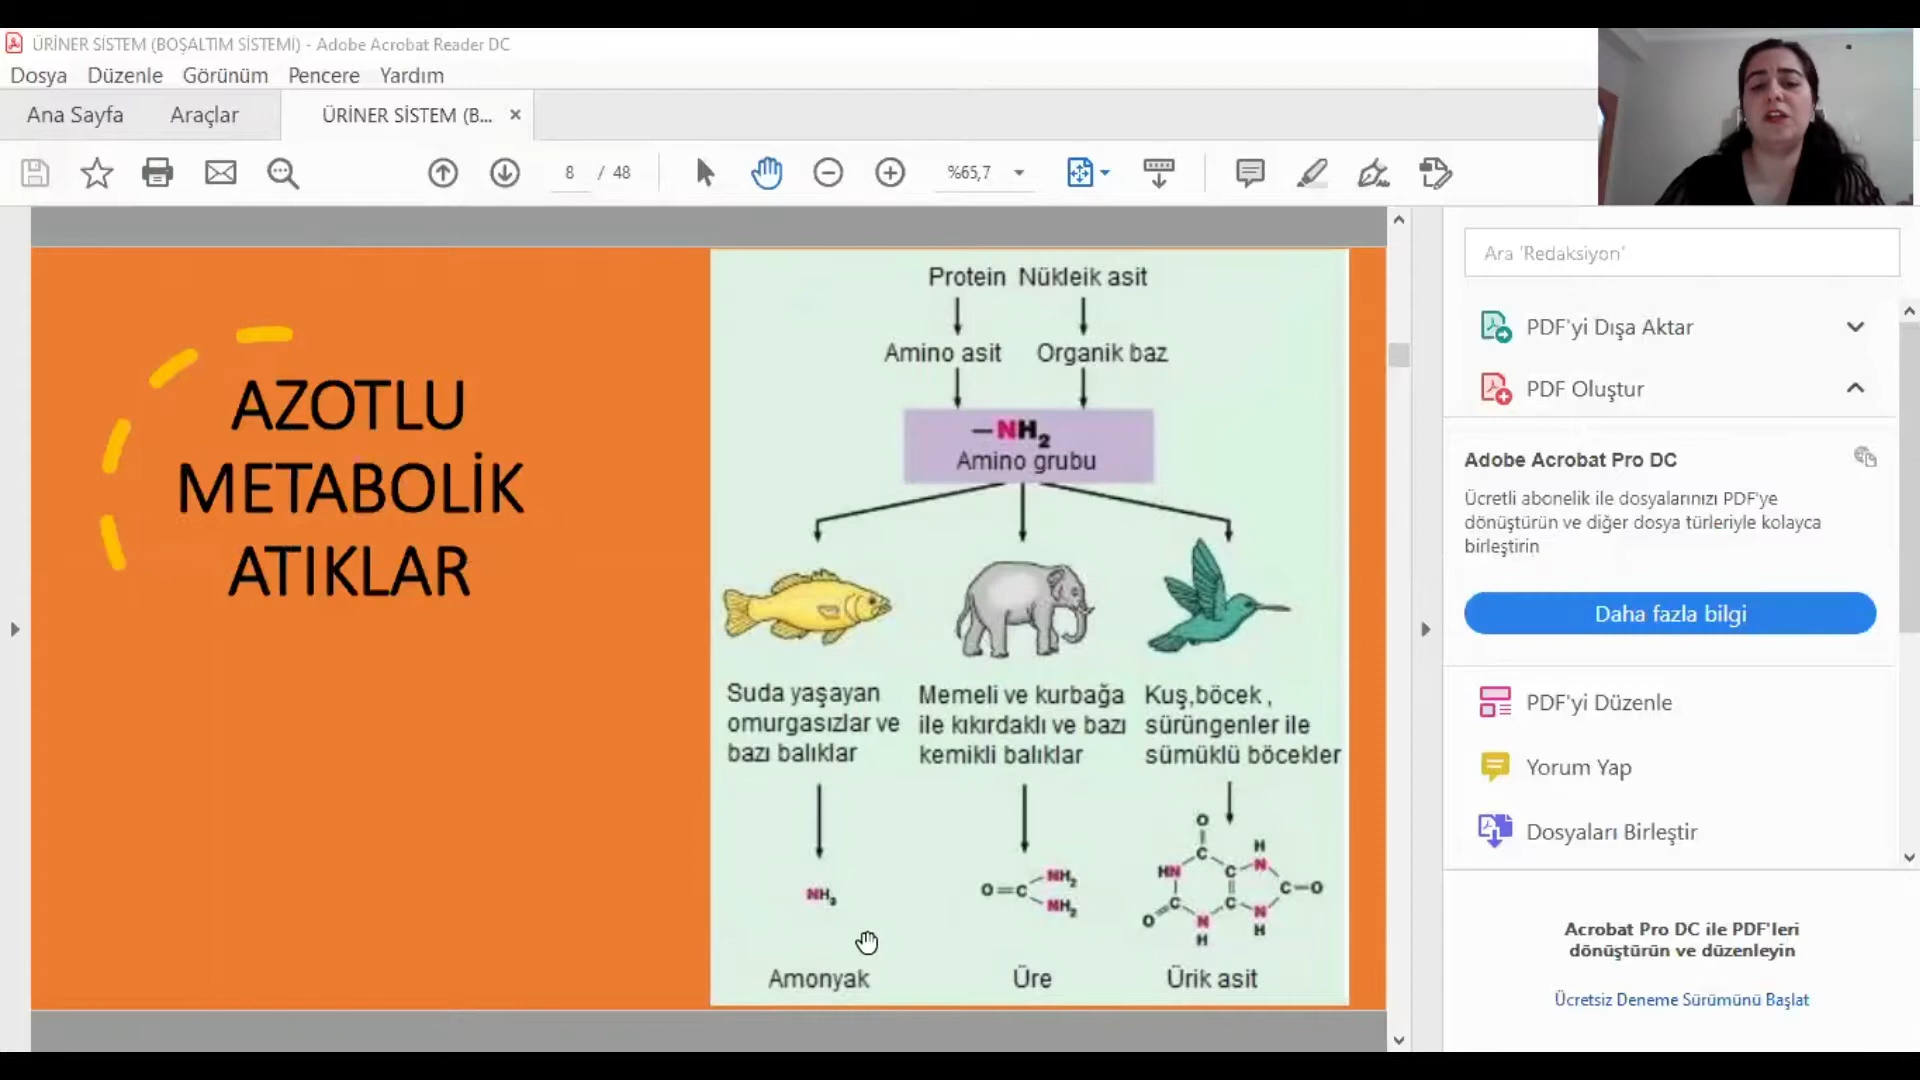 ÜRİNER SİSTEM (BOŞALTIM SİSTEMİ) - Adobe Acrobat Reader DC
Dosya Düzenle Görünüm Pencere Yardım
Ana Sayfa Araçlar ÜRİNER SİSTEM (B... ×
8 / 48 %65,7
AZOTLU
METABOLİK
ATIKLAR
Protein Nükleik asit
Amino asit Organik baz
—NH₂
Amino grubu
Suda yaşayan
omurgasızlar ve
bazı balıklar
Memeli ve kurbağa
ile kıkırdaklı ve bazı
kemikli balıklar
Kuş,böcek ,
sürüngenler ile
sümüklü böcekler
NH₃
O=C NH₂ NH₂
O C HN C O N H C C H N N H C-O
Amonyak Üre Ürik asit
Ara 'Redaksiyon'
PDF'yi Dışa Aktar
PDF Oluştur
Adobe Acrobat Pro DC
Ücretli abonelik ile dosyalarınızı PDF'ye
dönüştürün ve diğer dosya türleriyle kolayca
birleştirin
Daha fazla bilgi
PDF'yi Düzenle
Yorum Yap
Dosyaları Birleştir
Acrobat Pro DC ile PDF'leri
dönüştürün ve düzenleyin
Ücretsiz Deneme Sürümünü Başlat